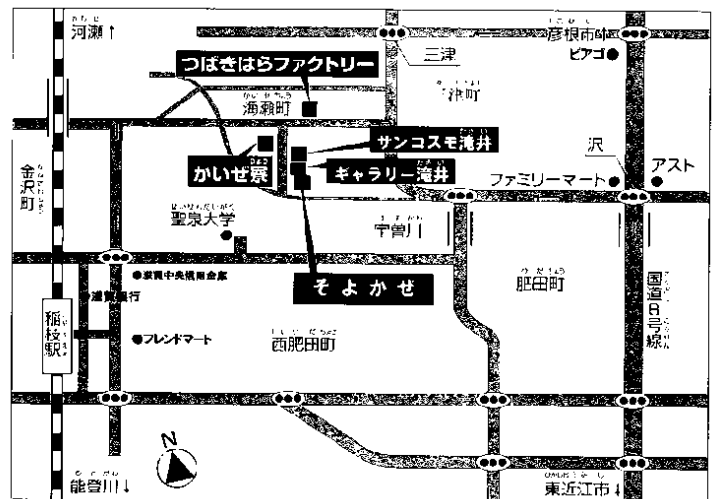 河瀬↑
三津
彦根市↑
ピアゴ
つばきはらファクトリー
海瀬町
サンコスモ滝井
沢
かいぜ寮
ギャラリー滝井
ファミリーマート
アスト
金沢町
聖泉大学
宇曽川
滋賀中央信用金庫
滋賀銀行
そよかぜ
肥田町
国道8号線
稲枝駅
フレンドマート
西肥田町
N
能登川↓
東近江市↓